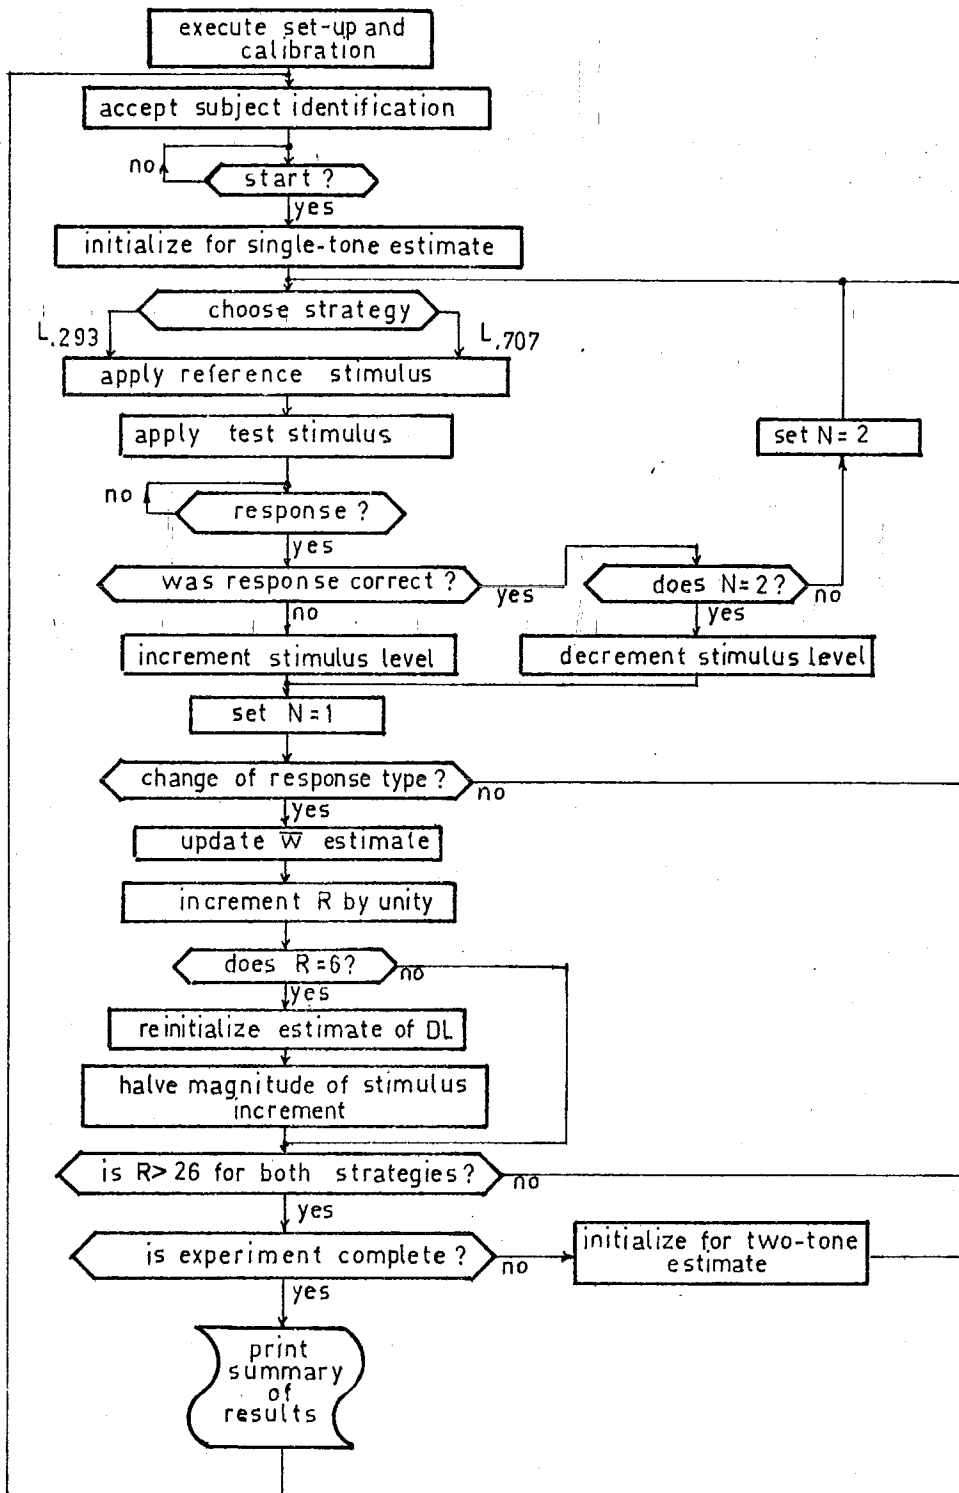 execute set-up and
calibration
accept subject identification
no
start ?
yes
initialize for single-tone estimate
choose strategy
L.293
L.707
apply reference stimulus
apply test stimulus
set N = 2
no
response ?
yes
was response correct ?
yes
does N=2?
no
no
yes
increment stimulus level
decrement stimulus level
set N=1
change of response type?
no
yes
update W̅ estimate
increment R by unity
does R=6?
no
yes
reinitialize estimate of DL
halve magnitude of stimulus
increment
is R>26 for both strategies?
no
yes
is experiment complete ?
no
initialize for two-tone
estimate
yes
print
summary
of
results